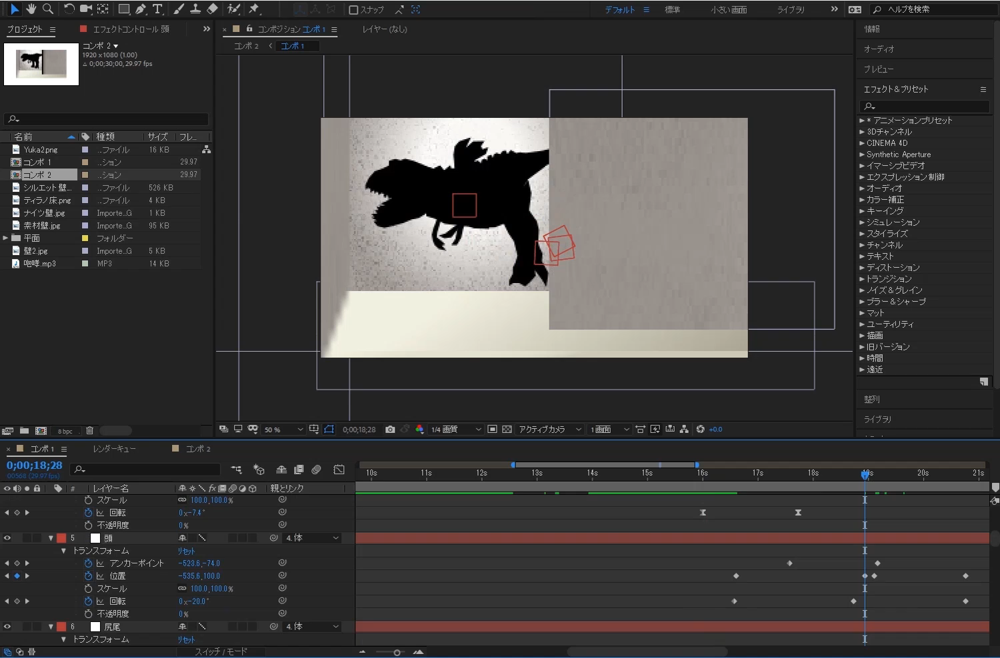 スナップ
デフォルト
標準
小さい画面
ライブラリ
ヘルプを検索
プロジェクト
エフェクトコントロール 頭
コンポ 2
1920 x 1080 (1.00)
△ 0;00;30;00, 29.97 fps
名前
種類
サイズ
フレ...
Yuka2.png
...ファイル
16 KB
コンポ 1
...ション
29.97
コンポ 2
...ション
29.97
シルエット 壁...
...ファイル
526 KB
ティラノ床.png
...ファイル
4 KB
ナイツ壁.jpg
Importe...G
1 KB
素材壁.jpg
Importe...G
95 KB
平面
フォルダー
壁2.jpg
Importe...G
5 KB
咆哮.mp3
MP3
14 KB
8 bpc
コンポジション コンポ 1
レイヤー (なし)
コンポ 2
コンポ 1
50 %
0;00;18;28
1/4 画質
アクティブカメラ
1画面
+0.0
情報
オーディオ
プレビュー
エフェクト&プリセット
* アニメーションプリセット
3Dチャンネル
CINEMA 4D
Synthetic Aperture
イマーシブビデオ
エクスプレッション制御
オーディオ
カラー補正
キーイング
シミュレーション
スタイライズ
チャンネル
テキスト
ディストーション
トランジション
ノイズ&グレイン
ブラー&シャープ
マット
ユーティリティ
描画
旧バージョン
時間
遠近
整列
ライブラリ
コンポ 1
レンダーキュー
コンポ 2
0;00;18;28
00568 (29.97 fps)
#
レイヤー名
fx
親とリンク
10s
11s
12s
13s
14s
15s
16s
17s
18s
19s
20s
21s
スケール
100.0,100.0%
回転
0x-7.4°
不透明度
0%
5
頭
4. 体
トランスフォーム
リセット
アンカーポイント
-523.6,-74.0
位置
-535.6,100.0
スケール
100.0,100.0%
回転
0x-20.0°
不透明度
0%
6
尻尾
4. 体
トランスフォーム
リセット
スイッチ / モード